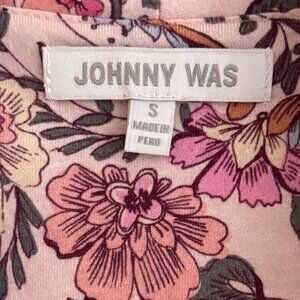 JOHNNY WAS
S
MADE IN
PERU